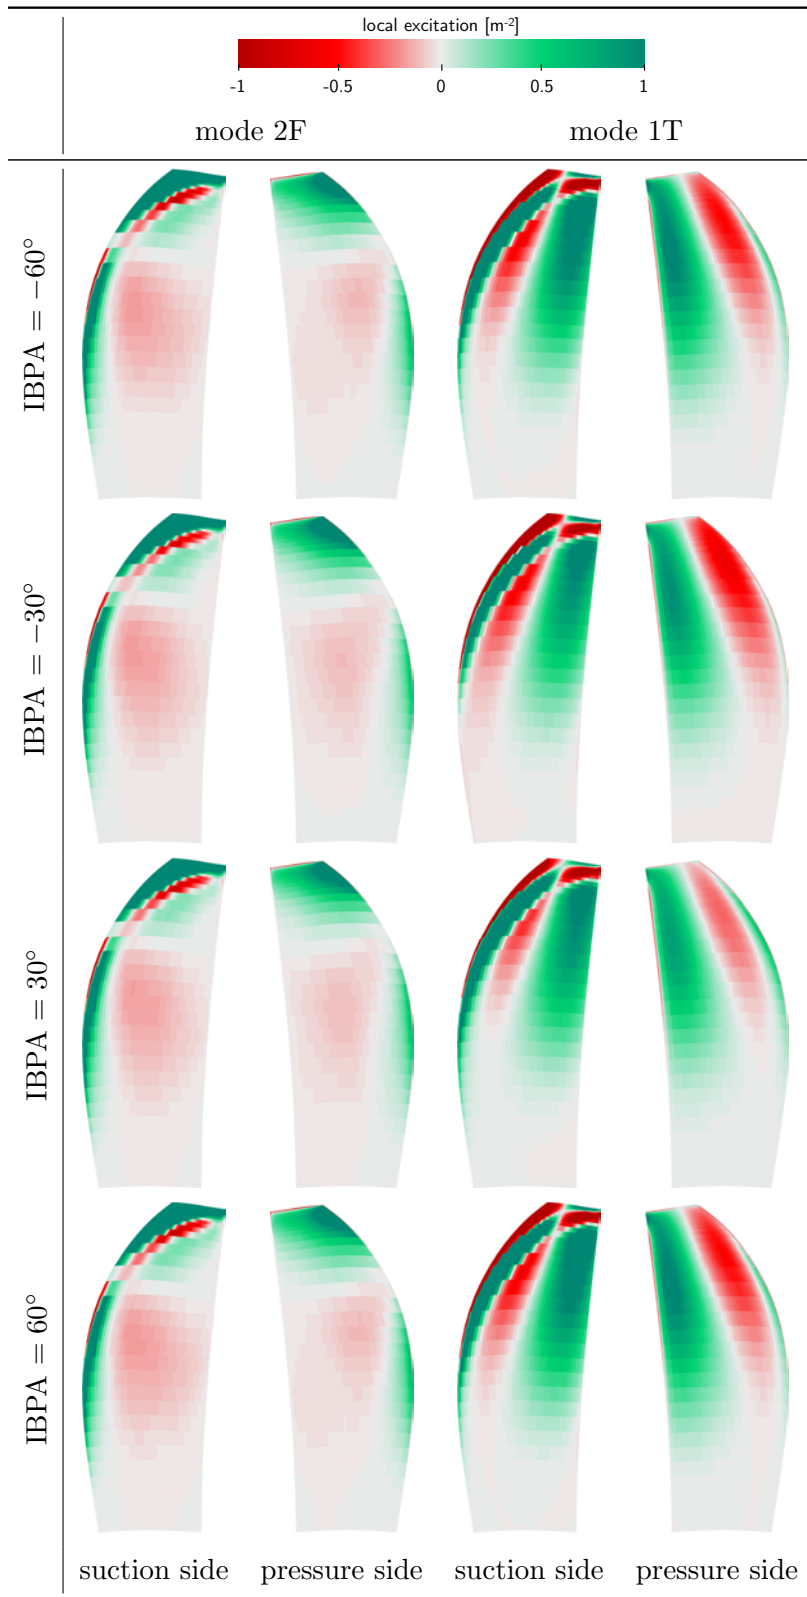 local excitation [m⁻²]
-1 -0.5 0 0.5 1
mode 2F mode 1T
IBPA = −60°
IBPA = −30°
IBPA = 30°
IBPA = 60°
suction side pressure side suction side pressure side